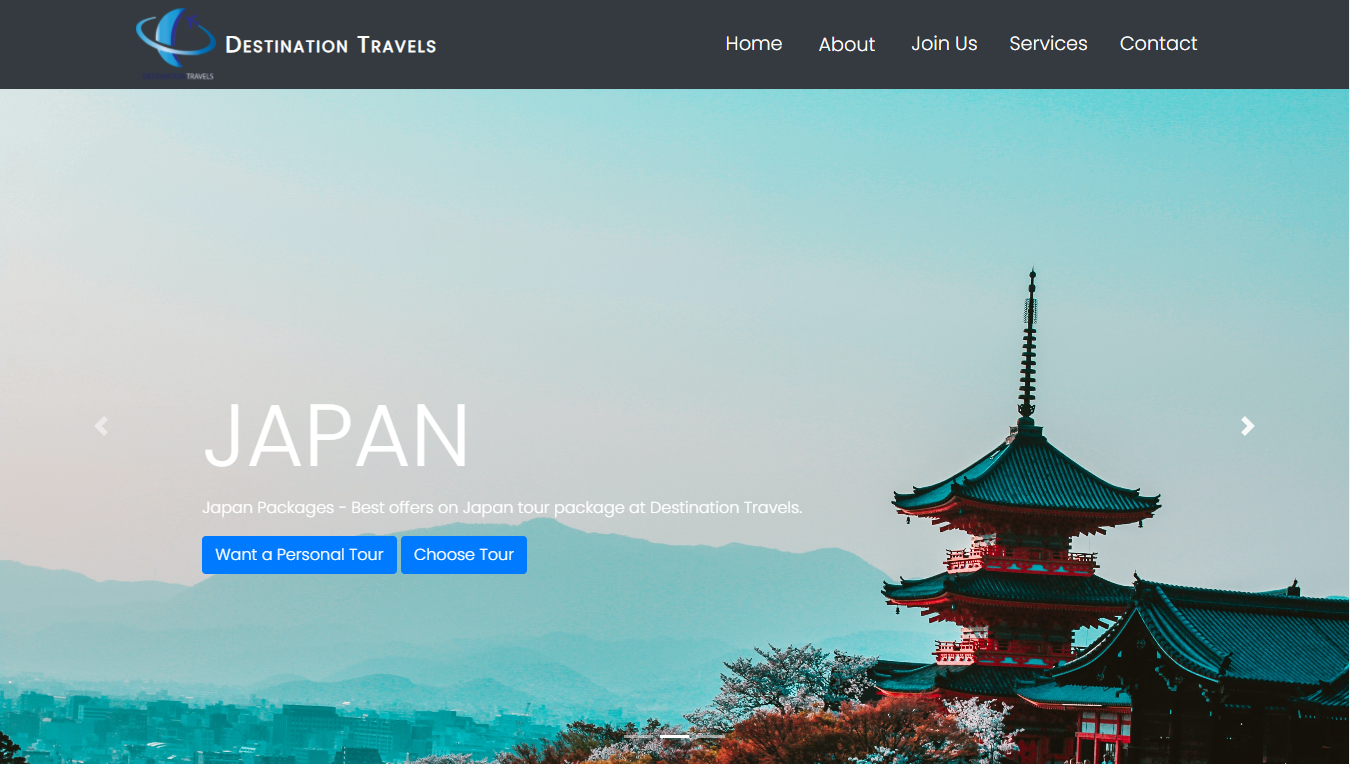 Destination Travels
DESTINATION TRAVELS
Home About Join Us Services Contact
JAPAN
Japan Packages - Best offers on Japan tour package at Destination Travels.
Want a Personal Tour Choose Tour